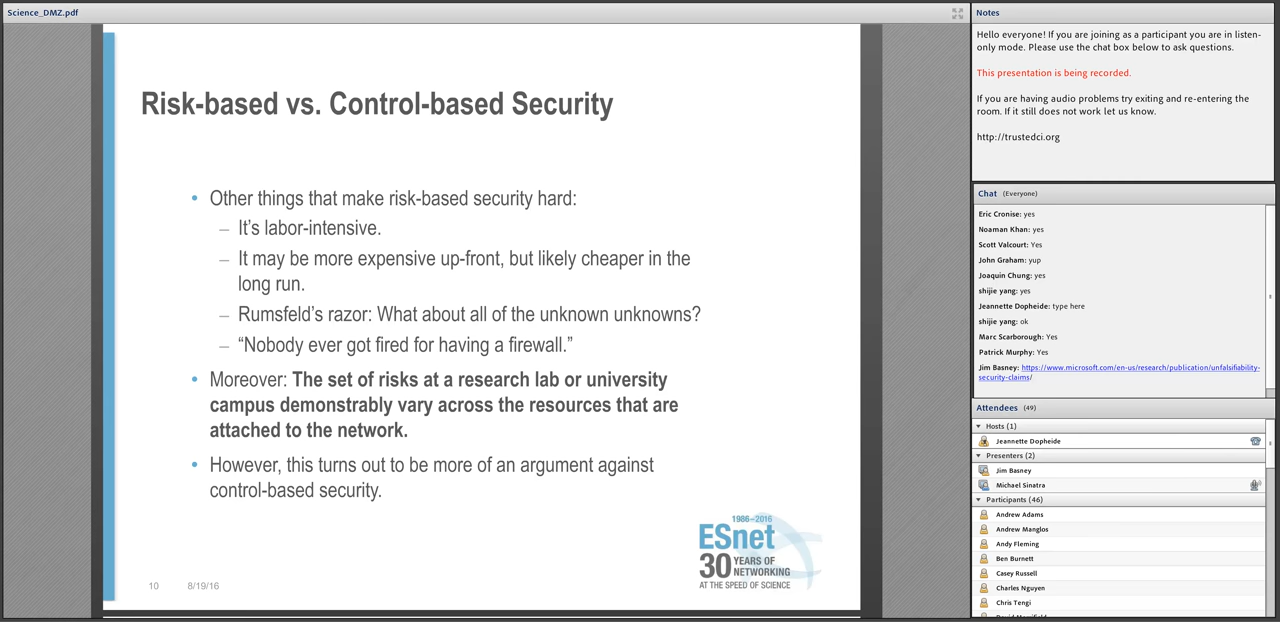 Science_DMZ.pdf
Risk-based vs. Control-based Security
• Other things that make risk-based security hard:
– It's labor-intensive.
– It may be more expensive up-front, but likely cheaper in the
long run.
– Rumsfeld's razor: What about all of the unknown unknowns?
– “Nobody ever got fired for having a firewall.”
• Moreover: The set of risks at a research lab or university
campus demonstrably vary across the resources that are
attached to the network.
• However, this turns out to be more of an argument against
control-based security.
10 8/19/16
1986–2016
ESnet
30 YEARS OF
NETWORKING
AT THE SPEED OF SCIENCE
Notes
Hello everyone! If you are joining as a participant you are in listen-
only mode. Please use the chat box below to ask questions.
This presentation is being recorded.
If you are having audio problems try exiting and re-entering the
room. If it still does not work let us know.
http://trustedci.org
Chat (Everyone)
Eric Cronise: yes
Noaman Khan: yes
Scott Valcourt: Yes
John Graham: yup
Joaquin Chung: yes
shijie yang: yes
Jeannette Dopheide: type here
shijie yang: ok
Marc Scarborough: Yes
Patrick Murphy: Yes
Jim Basney: https://www.microsoft.com/en-us/research/publication/unfalsifiability-
security-claims/
Attendees (49)
Hosts (1)
Jeannette Dopheide
Presenters (2)
Jim Basney
Michael Sinatra
Participants (46)
Andrew Adams
Andrew Manglos
Andy Fleming
Ben Burnett
Casey Russell
Charles Nguyen
Chris Tengi